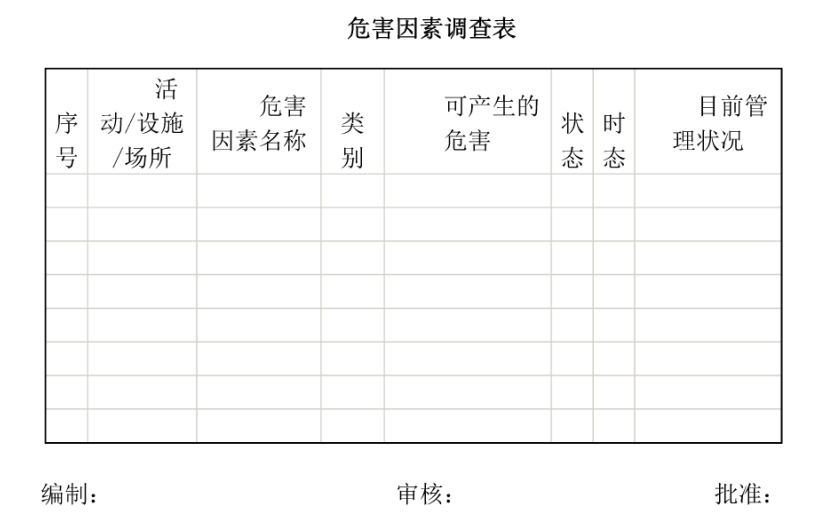 危害因素调查表
序号 活动/设施/场所 危害因素名称 类别 可产生的危害 状态 时态 目前管理状况
编制： 审核： 批准：